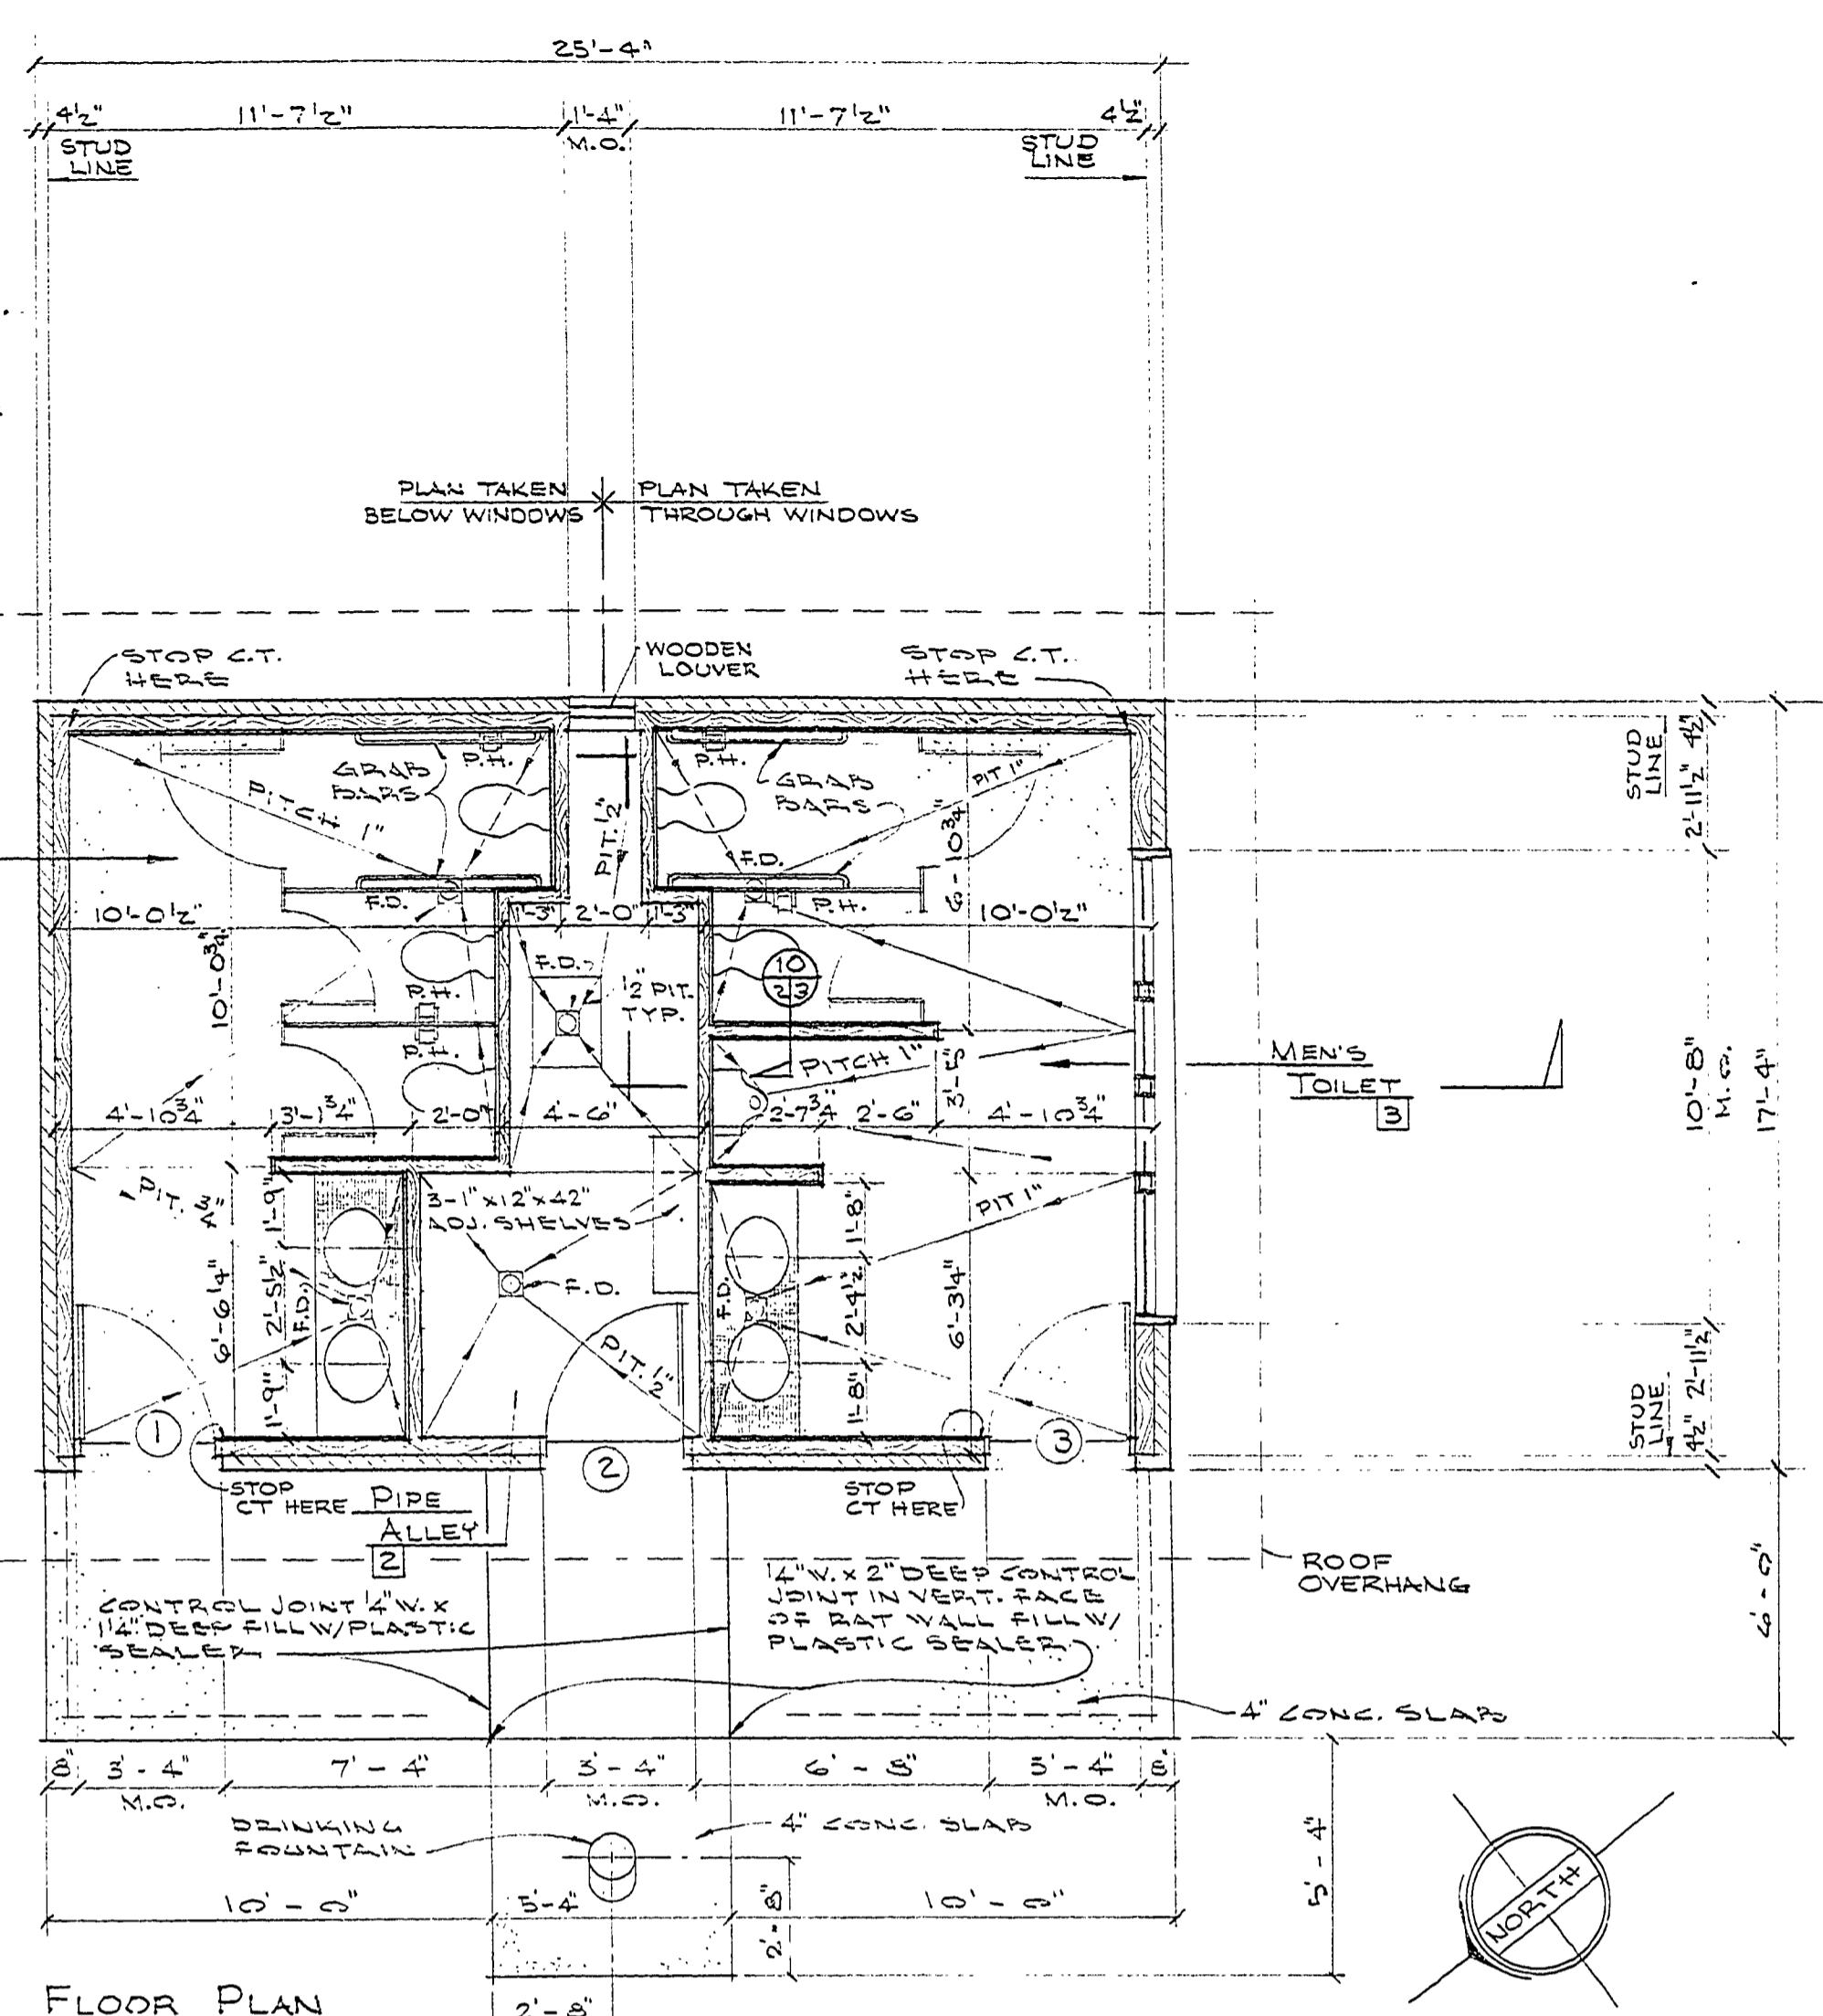 25'-4"
4½" 11'-7½" 1'-4" 11'-7½" 4½"
M.O.
STUD
LINE
STUD
LINE
PLAN TAKEN
BELOW WINDOWS
PLAN TAKEN
THROUGH WINDOWS
STOP C.T.
HERE
WOODEN
LOUVER
STOP C.T.
HERE
GRAB
BARS
P.H.
P.H.
GRAB
BARS
PITCH 1"
PIT. ½"
PIT 1"
6'-10¾"
F.D.
F.D.
P.H.
10'-0½" 1'-3" 2'-0" 1'-3" 10'-0½"
10'-0¾"
F.D.
½" PIT.
TYP.
10
23
P.H.
P.H.
PITCH 1"
3'-5"
4'-10¾" 3'-1¾" 2'-0" 4'-6" 2'-7¾" 2'-6" 4'-10¾"
MEN'S
TOILET
3
STUD
LINE
4½"
2'-11½"
10'-8"
M.O.
17'-4"
2'-11½"
4½"
STUD
LINE
PIT. ¾"
1'-9"
2'-5½"
1'-9"
6'-6¼"
F.D.
3-1"x12"x42"
ADJ. SHELVES
F.D.
PIT. ½"
F.D.
1'-8"
2'-4½"
1'-8"
6'-3¼"
PIT 1"
1
2
3
STOP
CT HERE
PIPE
ALLEY
2
STOP
CT HERE
ROOF
OVERHANG
CONTROL JOINT ¼" W. x
1¼" DEEP FILL W/PLASTIC
SEALER
¼" W. x 2" DEEP CONTROL
JOINT IN VERT. FACE
OF RAT WALL FILL W/
PLASTIC SEALER
6'-0"
4" CONC. SLAB
8" 3'-4" 7'-4" 3'-4" 6'-8" 3'-4" 8"
M.O. M.O. M.O.
DRINKING
FOUNTAIN
4" CONC. SLAB
5'-4"
10'-0" 5'-4" 10'-0"
2'-8"
NORTH
FLOOR PLAN
2'-8"